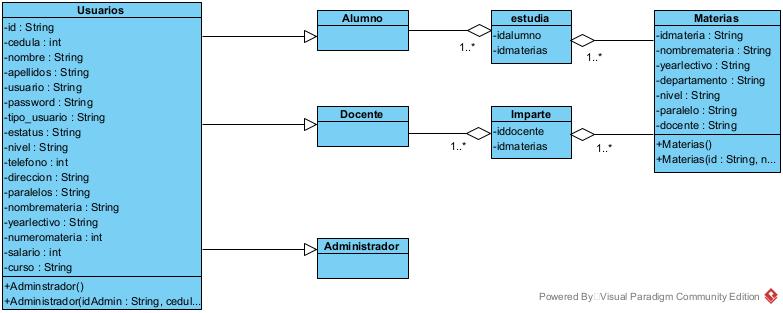 Usuarios
-id : String
-cedula : int
-nombre : String
-apellidos : String
-usuario : String
-password : String
-tipo_usuario : String
-estatus : String
-nivel : String
-telefono : int
-direccion : String
-paralelos : String
-nombremateria : String
-yearlectivo : String
-numeromateria : int
-salario : int
-curso : String
+Adminstrador()
+Administrador(idAdmin : String, cedul...
Alumno
1..*
estudia
-idalumno
-idmaterias
1..*
Docente
1..*
Imparte
-iddocente
-idmaterias
1..*
Administrador
Materias
-idmateria : String
-nombremateria : String
-yearlectivo : String
-departamento : String
-nivel : String
-paralelo : String
-docente : String
+Materias()
+Materias(id : String, n...
Powered By Visual Paradigm Community Edition